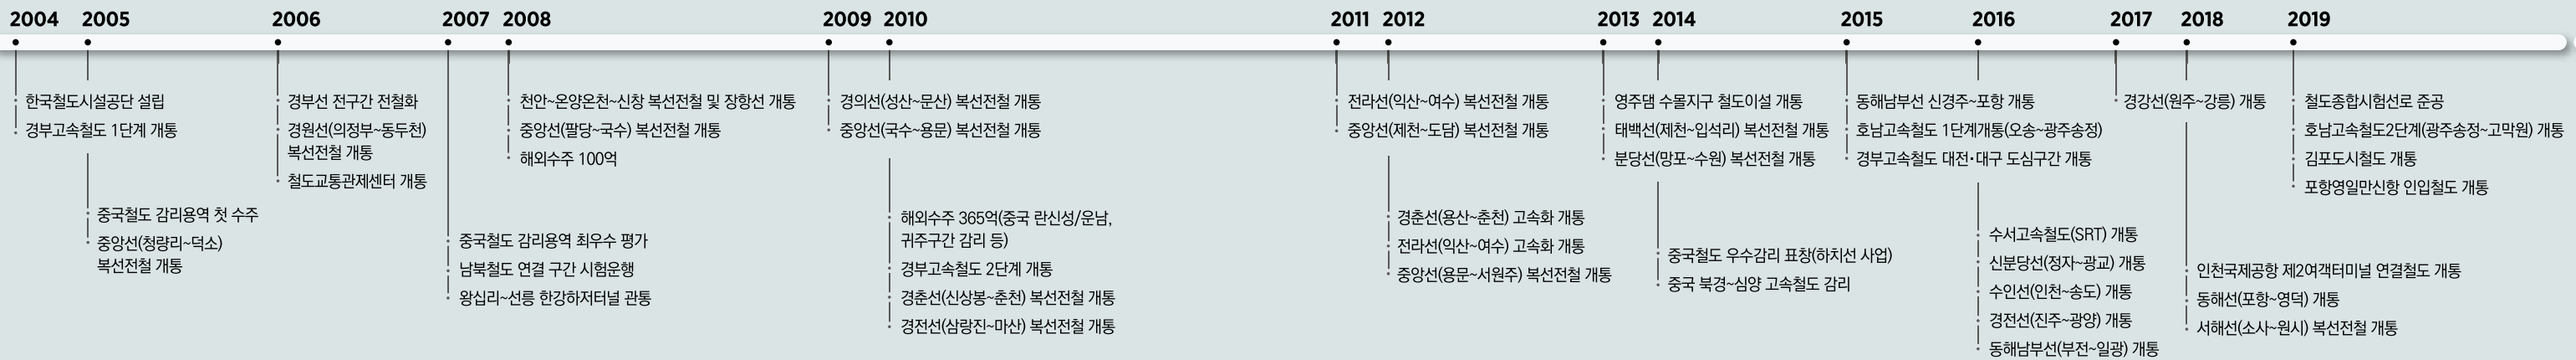 2004
한국철도시설공단 설립
경부고속철도 1단계 개통
2005
중국철도 감리용역 첫 수주
중앙선(청량리~덕소)
복선전철 개통
2006
경부선 전구간 전철화
경원선(의정부~동두천)
복선전철 개통
철도교통관제센터 개통
2007
중국철도 감리용역 최우수 평가
남북철도 연결 구간 시험운행
왕십리~선릉 한강하저터널 관통
2008
천안~온양온천~신창 복선전철 및 장항선 개통
중앙선(팔당~국수) 복선전철 개통
해외수주 100억
2009
경의선(성산~문산) 복선전철 개통
중앙선(국수~용문) 복선전철 개통
2010
해외수주 365억(중국 란신성/운남,
귀주구간 감리 등)
경부고속철도 2단계 개통
경춘선(신상봉~춘천) 복선전철 개통
경전선(삼랑진~마산) 복선전철 개통
2011
전라선(익산~여수) 복선전철 개통
중앙선(제천~도담) 복선전철 개통
2012
경춘선(용산~춘천) 고속화 개통
전라선(익산~여수) 고속화 개통
중앙선(용문~서원주) 복선전철 개통
2013
영주댐 수몰지구 철도이설 개통
태백선(제천~입석리) 복선전철 개통
분당선(망포~수원) 복선전철 개통
2014
중국철도 우수감리 표창(하치선 사업)
중국 북경~심양 고속철도 감리
2015
동해남부선 신경주~포항 개통
호남고속철도 1단계개통(오송~광주송정)
경부고속철도 대전·대구 도심구간 개통
2016
수서고속철도(SRT) 개통
신분당선(정자~광교) 개통
수인선(인천~송도) 개통
경전선(진주~광양) 개통
동해남부선(부전~일광) 개통
2017
경강선(원주~강릉) 개통
2018
인천국제공항 제2여객터미널 연결철도 개통
동해선(포항~영덕) 개통
서해선(소사~원시) 복선전철 개통
2019
철도종합시험선로 준공
호남고속철도2단계(광주송정~고막원) 개통
김포도시철도 개통
포항영일만신항 인입철도 개통